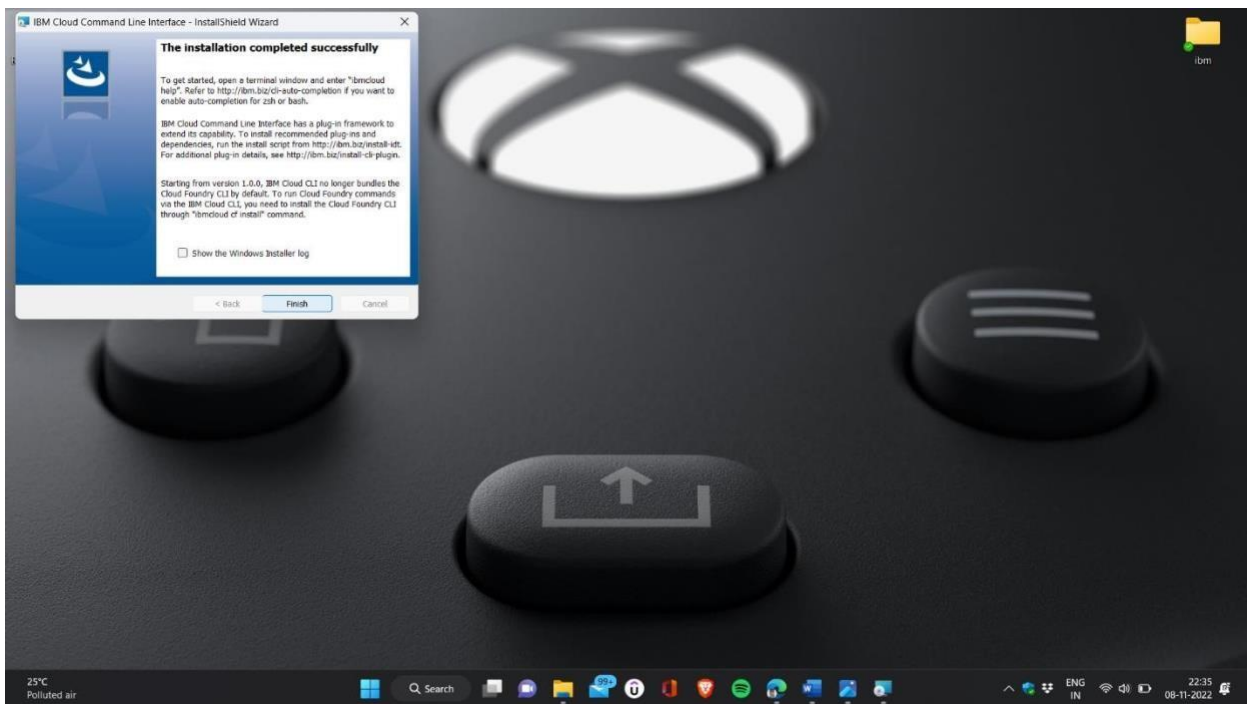 IBM Cloud Command Line Interface - InstallShield Wizard
The installation completed successfully
To get started, open a terminal window and enter "ibmcloud
help". Refer to http://ibm.biz/cli-auto-completion if you want to
enable auto-completion for zsh or bash.
IBM Cloud Command Line Interface has a plug-in framework to
extend its capability. To install recommended plug-ins and
dependencies, run the install script from http://ibm.biz/install-idt.
For additional plug-in details, see http://ibm.biz/install-cli-plugin.
Starting from version 1.0.0, IBM Cloud CLI no longer bundles the
Cloud Foundry CLI by default. To run Cloud Foundry commands
via the IBM Cloud CLI, you need to install the Cloud Foundry CLI
through "ibmcloud cf install" command.
Show the Windows Installer log
< Back Finish Cancel
ibm
25°C
Polluted air
Search
99+
ENG
IN
22:35
08-11-2022